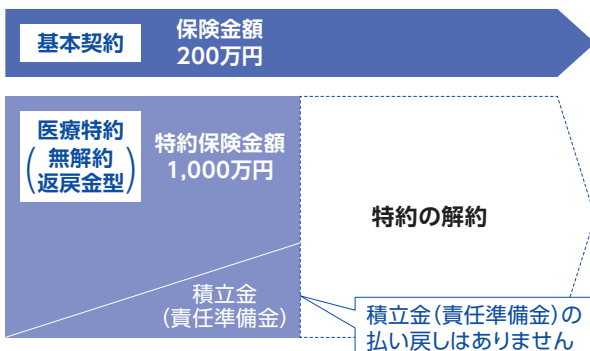 基本契約
保険金額
200万円
医療特約
(無解約
返戻金型)
特約保険金額
1,000万円
特約の解約
積立金
(責任準備金)
積立金(責任準備金)の
払い戻しはありません